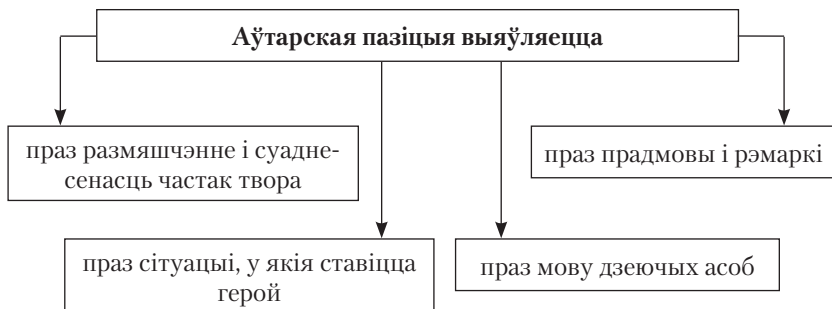 Аўтарская пазіцыя выяўляецца
праз размяшчэнне і суадне-
сенасць частак твора
праз прадмовы і рэмаркі
праз сітуацыі, у якія ставіцца
герой
праз мову дзеючых асоб